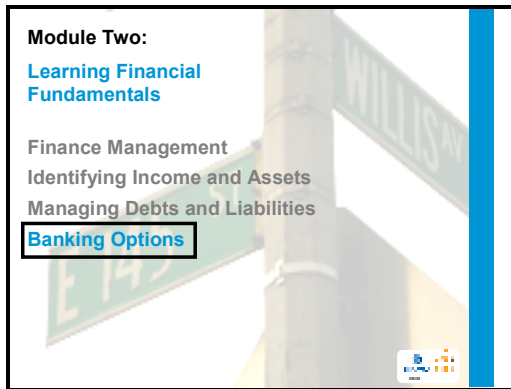 Module Two:
Learning Financial
Fundamentals
Finance Management
Identifying Income and Assets
Managing Debts and Liabilities
Banking Options
WILLIS AV
E 149 ST